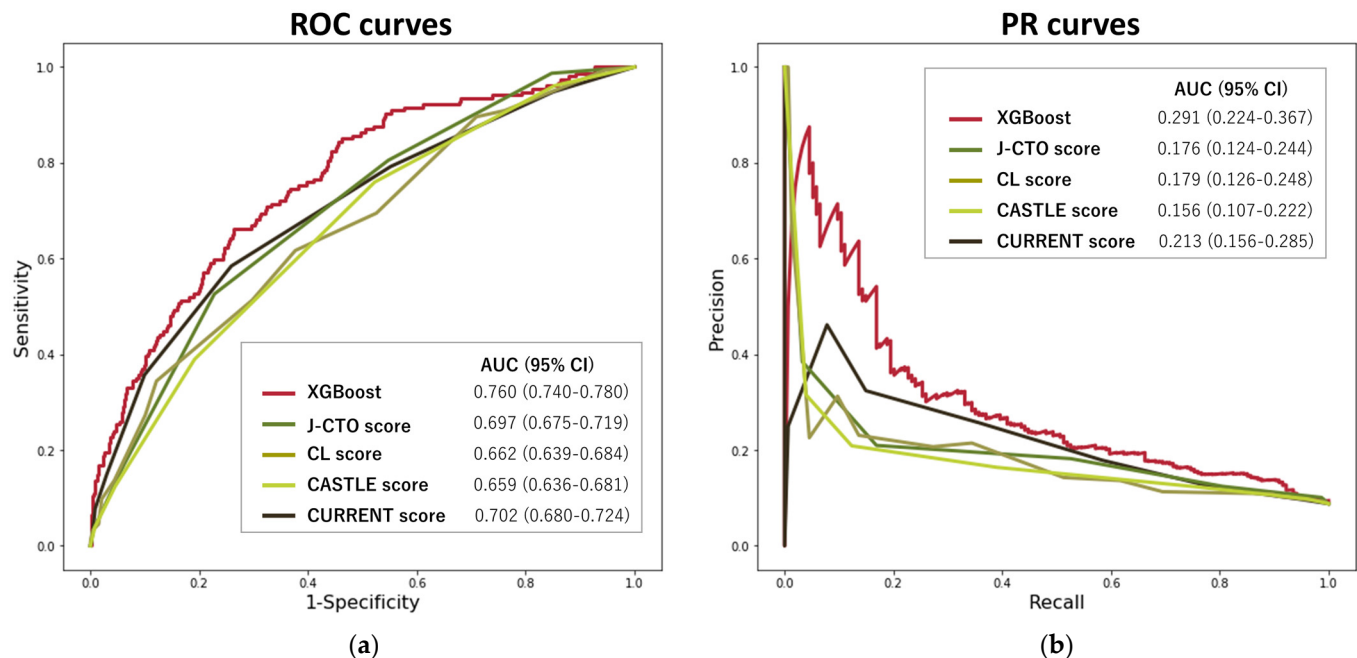 ROC curves
1.0
0.8
0.6
0.4
0.2
0.0
Sensitivity
AUC (95% CI)
XGBoost 0.760 (0.740-0.780)
J-CTO score 0.697 (0.675-0.719)
CL score 0.662 (0.639-0.684)
CASTLE score 0.659 (0.636-0.681)
CURRENT score 0.702 (0.680-0.724)
0.0 0.2 0.4 0.6 0.8 1.0
1-Specificity
(a)
PR curves
1.0
0.8
0.6
0.4
0.2
0.0
Precision
AUC (95% CI)
XGBoost 0.291 (0.224-0.367)
J-CTO score 0.176 (0.124-0.244)
CL score 0.179 (0.126-0.248)
CASTLE score 0.156 (0.107-0.222)
CURRENT score 0.213 (0.156-0.285)
0.0 0.2 0.4 0.6 0.8 1.0
Recall
(b)